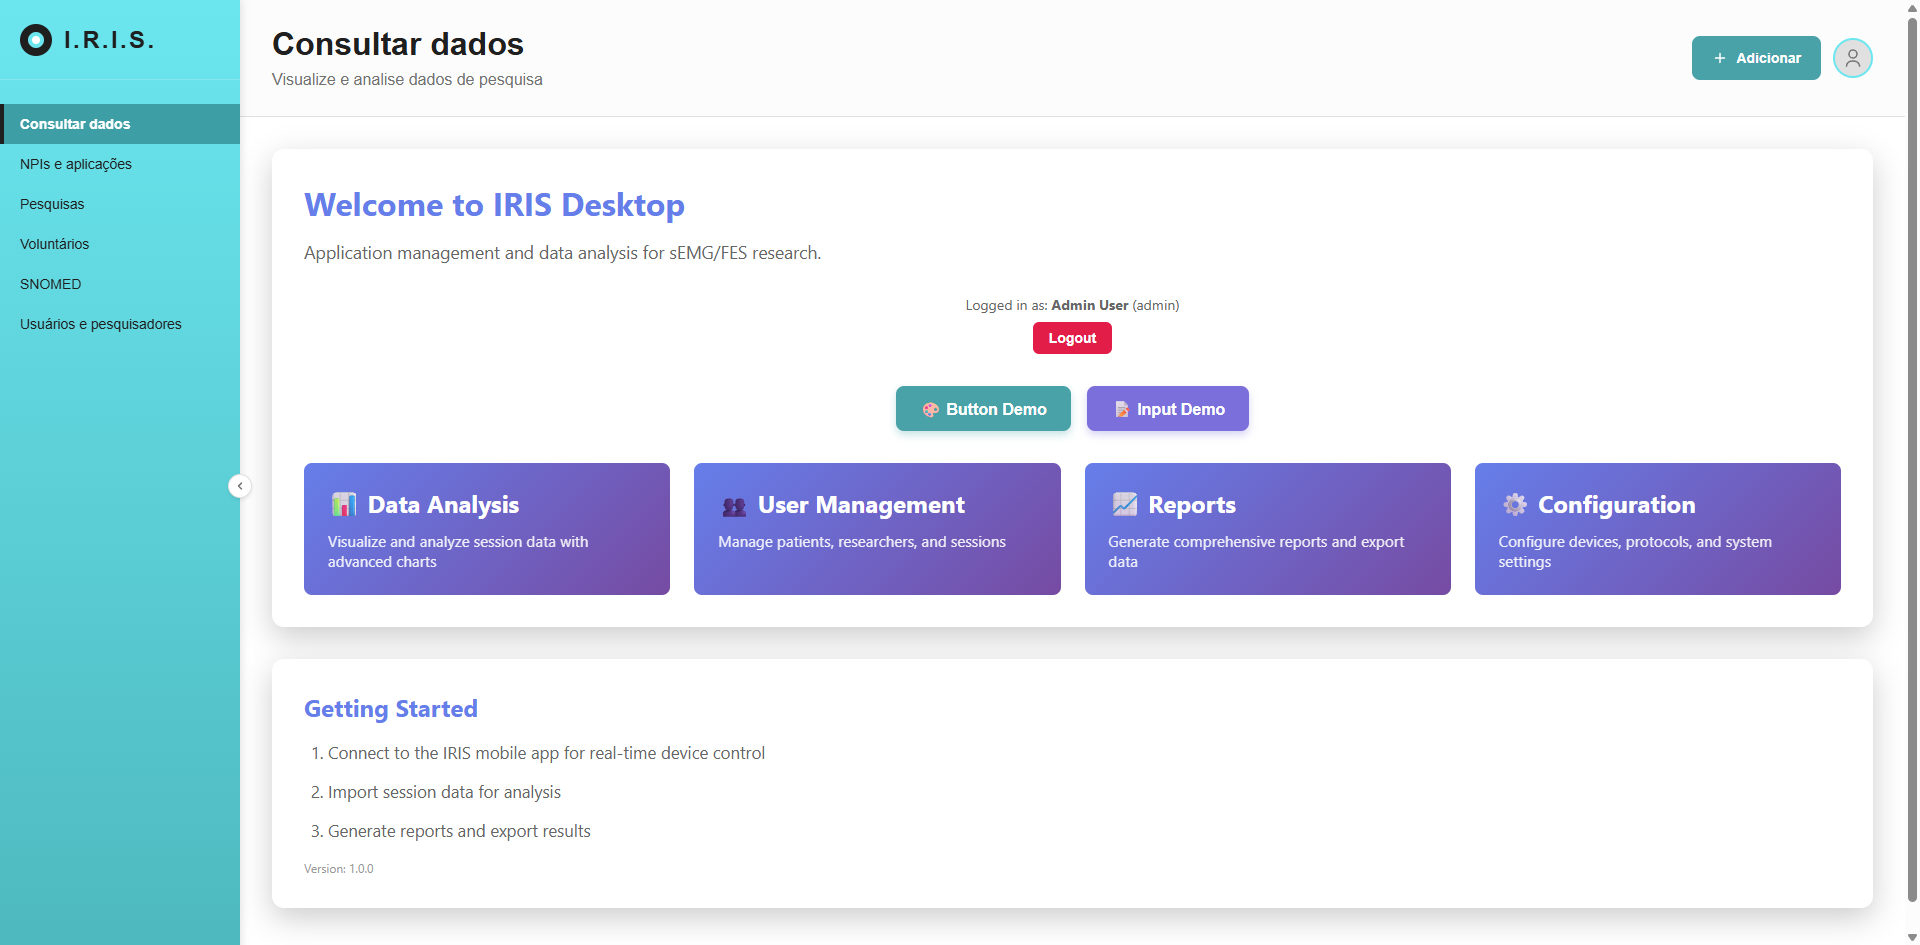 I.R.I.S.
Consultar dados
NPIs e aplicações
Pesquisas
Voluntários
SNOMED
Usuários e pesquisadores
Consultar dados
Visualize e analise dados de pesquisa
Adicionar
Welcome to IRIS Desktop
Application management and data analysis for sEMG/FES research.
Logged in as: Admin User (admin)
Logout
Button Demo
Input Demo
Data Analysis
Visualize and analyze session data with
advanced charts
User Management
Manage patients, researchers, and sessions
Reports
Generate comprehensive reports and export
data
Configuration
Configure devices, protocols, and system
settings
Getting Started
1. Connect to the IRIS mobile app for real-time device control
2. Import session data for analysis
3. Generate reports and export results
Version: 1.0.0